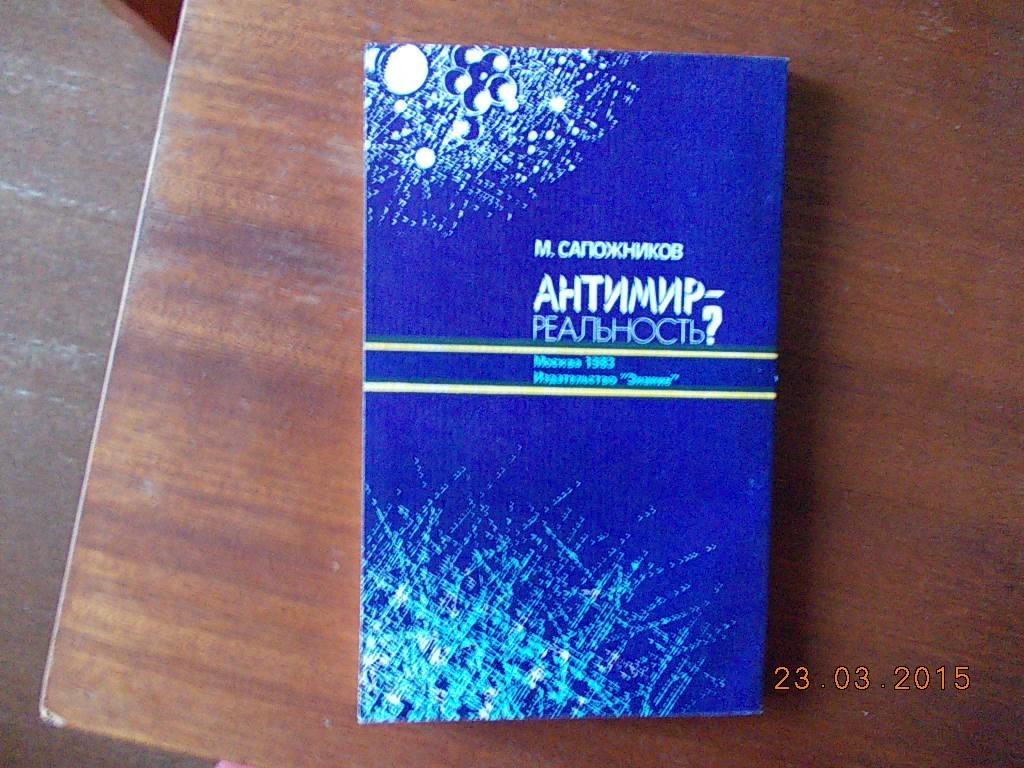 М. САПОЖНИКОВ
АНТИМИР–
РЕАЛЬНОСТЬ?
Москва 1983
Издательство "Знание"
23.03.2015